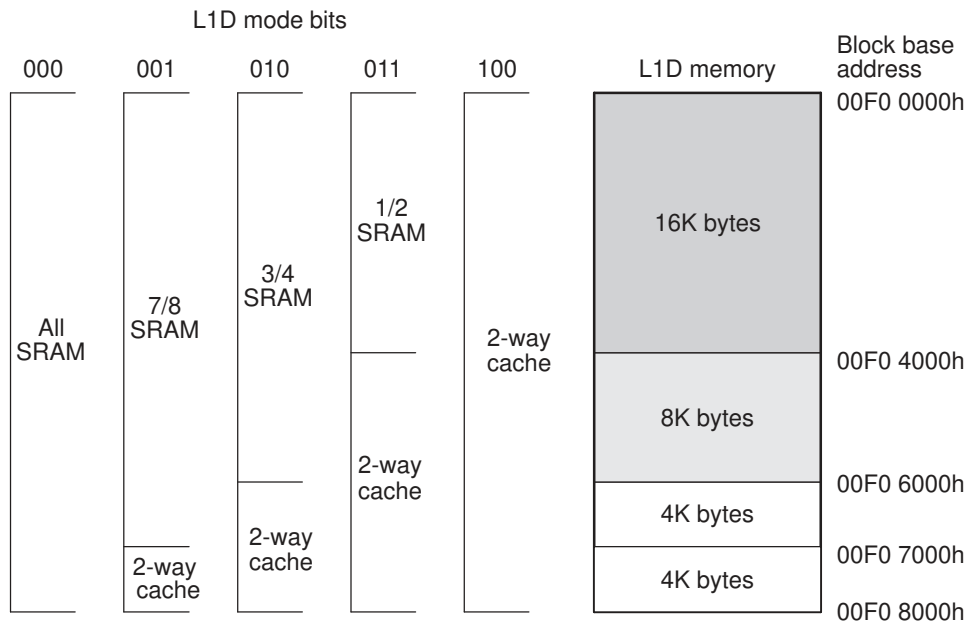 L1D mode bits
000 001 010 011 100 L1D memory
Block base
address
00F0 0000h
1/2
SRAM
16K bytes
3/4
SRAM
7/8
SRAM
All
SRAM
2-way
cache
00F0 4000h
8K bytes
2-way
cache
00F0 6000h
4K bytes
2-way
cache
00F0 7000h
2-way
cache
4K bytes
00F0 8000h